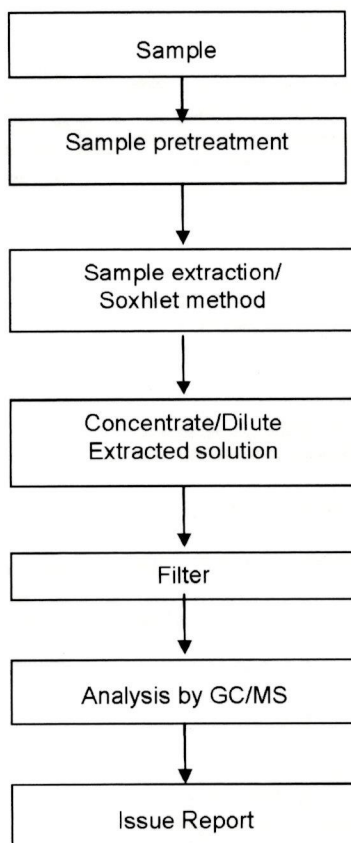 Sample
Sample pretreatment
Sample extraction/
Soxhlet method
Concentrate/Dilute
Extracted solution
Filter
Analysis by GC/MS
Issue Report